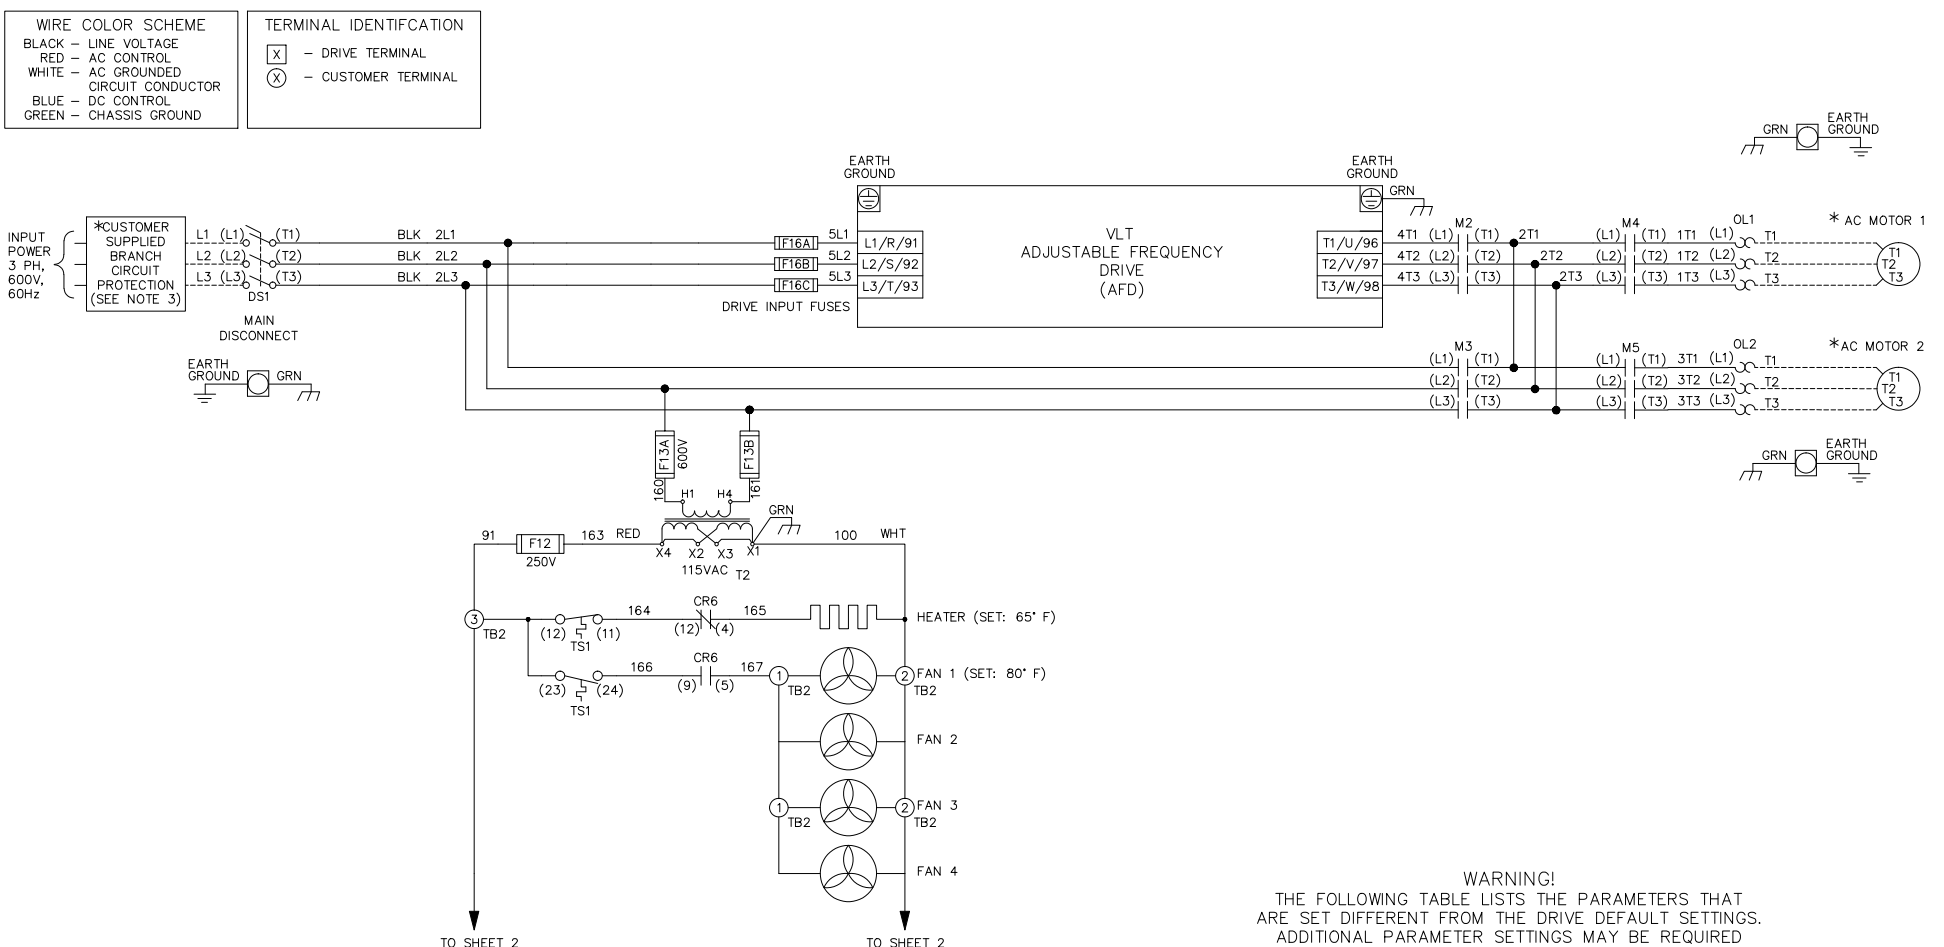 WIRE COLOR SCHEME
BLACK – LINE VOLTAGE
RED – AC CONTROL
WHITE – AC GROUNDED
CIRCUIT CONDUCTOR
BLUE – DC CONTROL
GREEN – CHASSIS GROUND
TERMINAL IDENTIFCATION
X – DRIVE TERMINAL
X – CUSTOMER TERMINAL
GRN
EARTH
GROUND
EARTH
GROUND
EARTH
GROUND
GRN
INPUT
POWER
3 PH,
600V,
60Hz
*CUSTOMER
SUPPLIED
BRANCH
CIRCUIT
PROTECTION
(SEE NOTE 3)
L1 (L1) (T1) BLK 2L1
L2 (L2) (T2) BLK 2L2
L3 (L3) (T3) BLK 2L3
DS1
MAIN
DISCONNECT
F16A 5L1 L1/R/91
F16B 5L2 L2/S/92
F16C 5L3 L3/T/93
DRIVE INPUT FUSES
VLT
ADJUSTABLE FREQUENCY
DRIVE
(AFD)
T1/U/96 4T1 (L1) M2 (T1) 2T1 (L1) M4 (T1) 1T1 (L1) OL1 T1
T2/V/97 4T2 (L2) (T2) 2T2 (L2) (T2) 1T2 (L2) T2
T3/W/98 4T3 (L3) (T3) 2T3 (L3) (T3) 1T3 (L3) T3
* AC MOTOR 1
T1
T2
T3
EARTH
GROUND
GRN
(L1) M3 (T1) (L1) M5 (T1) 3T1 (L1) OL2 T1
(L2) (T2) (L2) (T2) 3T2 (L2) T2
(L3) (T3) (L3) (T3) 3T3 (L3) T3
*AC MOTOR 2
T1
T2
T3
GRN
EARTH
GROUND
F13A
600V
F13B
160
161
H1 H4
GRN
91 F12 163 RED
250V
X4 X2 X3 X1
115VAC T2
100 WHT
3
TB2
(12) (11)
TS1
164
CR6
(12) (4)
165
HEATER (SET: 65° F)
(23) (24)
TS1
166
CR6
(9) (5)
167
1
TB2
2
TB2
FAN 1 (SET: 80° F)
FAN 2
1
TB2
2
TB2
FAN 3
FAN 4
TO SHEET 2
TO SHEET 2
WARNING!
THE FOLLOWING TABLE LISTS THE PARAMETERS THAT
ARE SET DIFFERENT FROM THE DRIVE DEFAULT SETTINGS.
ADDITIONAL PARAMETER SETTINGS MAY BE REQUIRED